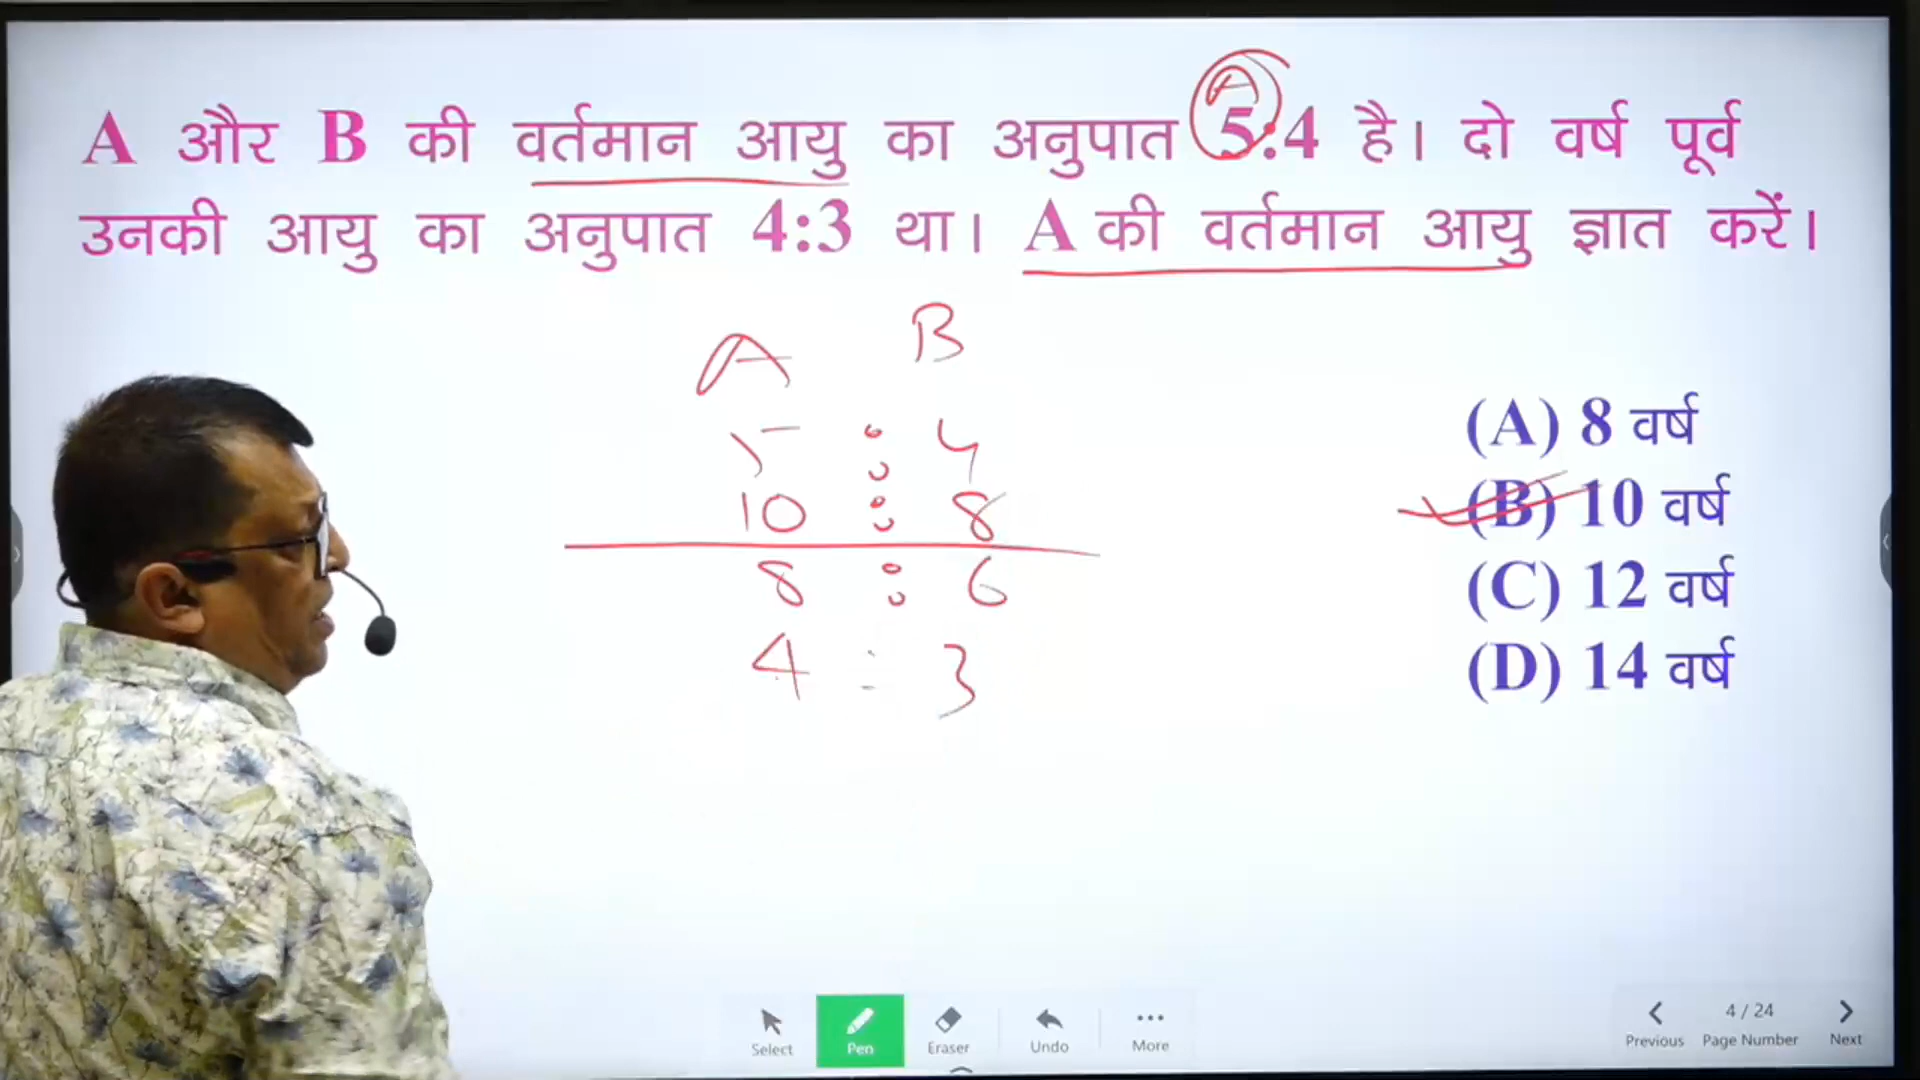 A और B की वर्तमान आयु का अनुपात 5:4 है। दो वर्ष पूर्व
उनकी आयु का अनुपात 4:3 था। A की वर्तमान आयु ज्ञात करें।
A
A B
5 : 4
10 : 8
8 : 6
4 : 3
(A) 8 वर्ष
(B) 10 वर्ष
(C) 12 वर्ष
(D) 14 वर्ष
Select Pen Eraser Undo More
4 / 24
Previous Page Number Next